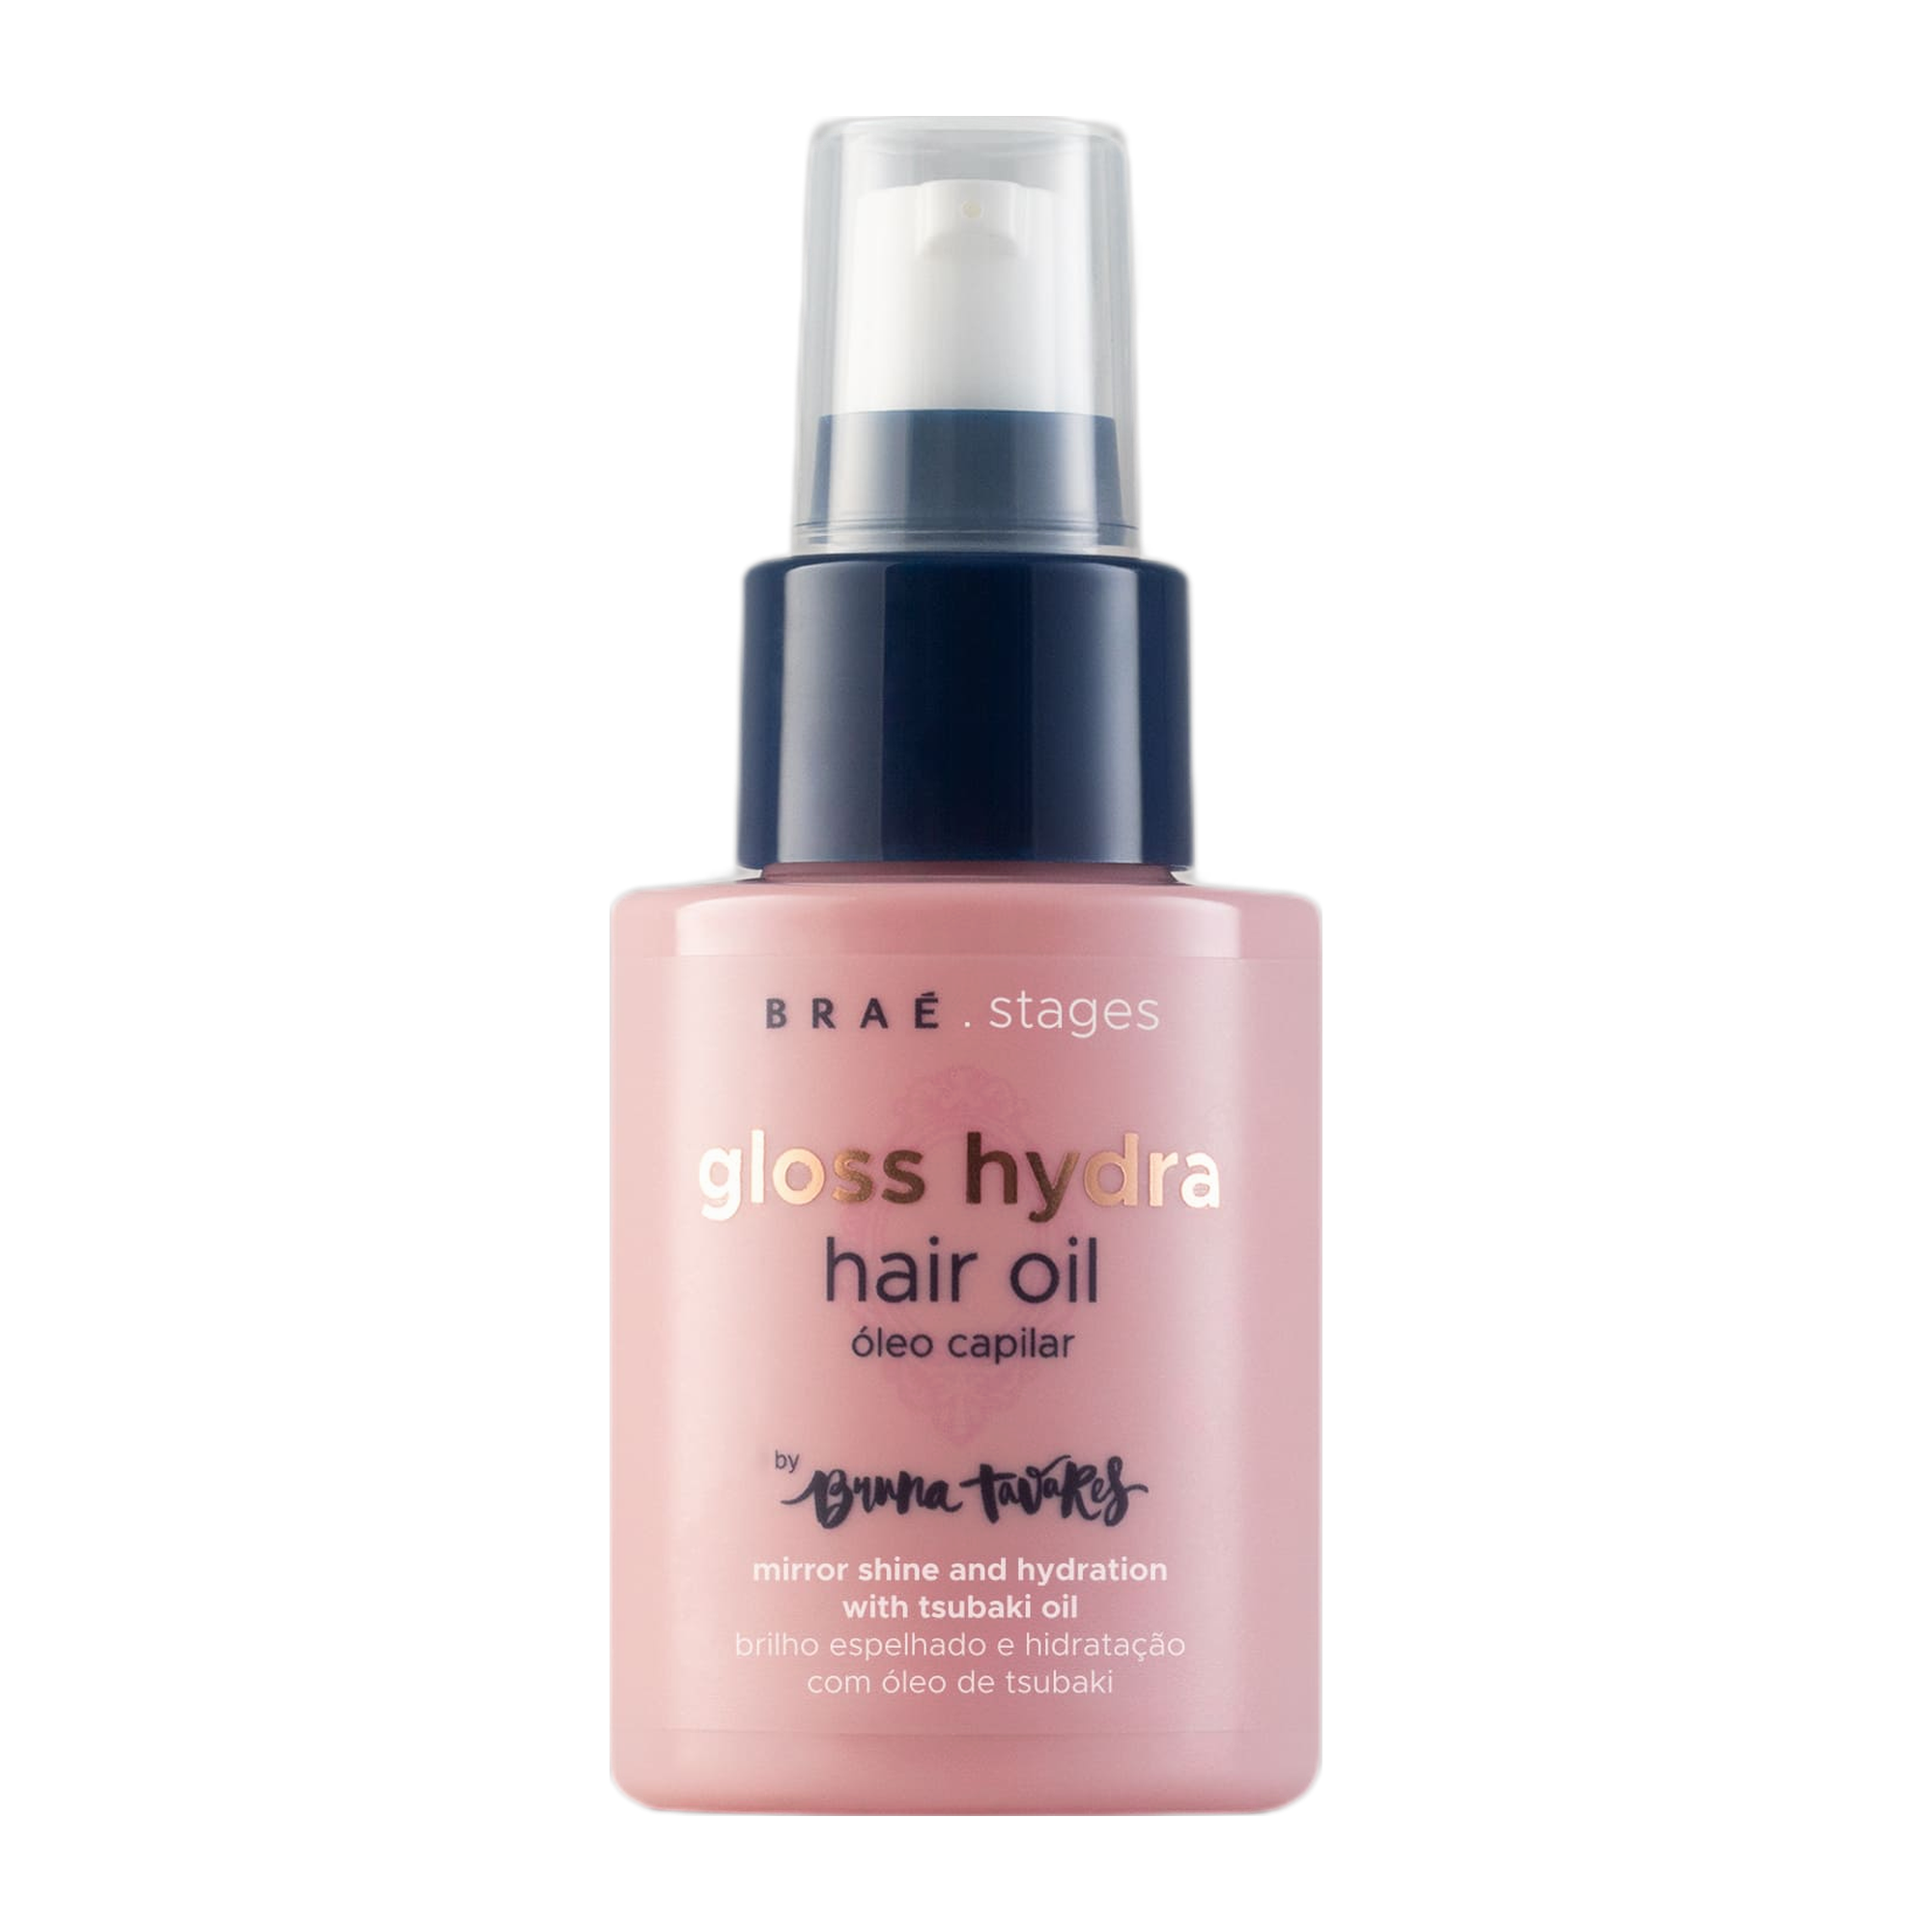 BRAÉ . stages
gloss hydra
hair oil
óleo capilar
by Bruna Tavares
mirror shine and hydration
with tsubaki oil
brilho espelhado e hidratação
com óleo de tsubaki